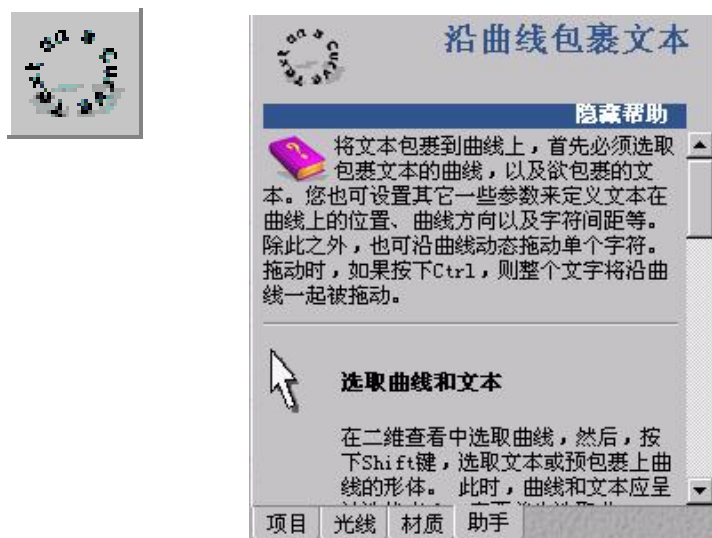 Text on a Curve
Text on a Curve
沿曲线包裹文本
隐藏帮助
将文本包裹到曲线上，首先必须选取
包裹文本的曲线，以及欲包裹的文
本。您也可设置其它一些参数来定义文本在
曲线上的位置、曲线方向以及字符间距等。
除此之外，也可沿曲线动态拖动单个字符。
拖动时，如果按下Ctrl，则整个文字将沿曲
线一起被拖动。
选取曲线和文本
在二维查看中选取曲线，然后，按
下Shift键，选取文本或预包裹上曲
线的形体。 此时，曲线和文本应呈
项目 光线 材质 助手